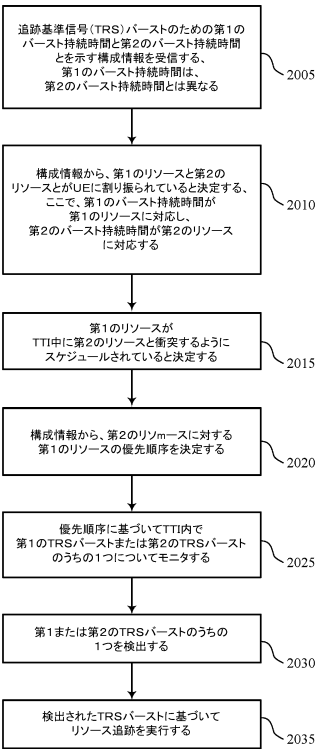 追跡基準信号(TRS)バーストのための第1の
バースト持続時間と第2のバースト持続時間
とを示す構成情報を受信する、
第1のバースト持続時間は、
第2のバースト持続時間とは異なる
2005
構成情報から、第1のリソースと第2の
リソースとがUEに割り振られていると決定する、
ここで、第1のバースト持続時間が
第1のリソースに対応し、
第2のバースト持続時間が第2のリソース
に対応する
2010
第1のリソースが
TTI中に第2のリソースと衝突するように
スケジュールされていると決定する
2015
構成情報から、第2のリソmースに対する
第1のリソースの優先順序を決定する
2020
優先順序に基づいてTTI内で
第1のTRSバーストまたは第2のTRSバースト
のうちの1つについてモニタする
2025
第1または第2のTRSバーストのうちの
1つを検出する
2030
検出されたTRSバーストに基づいて
リソース追跡を実行する
2035